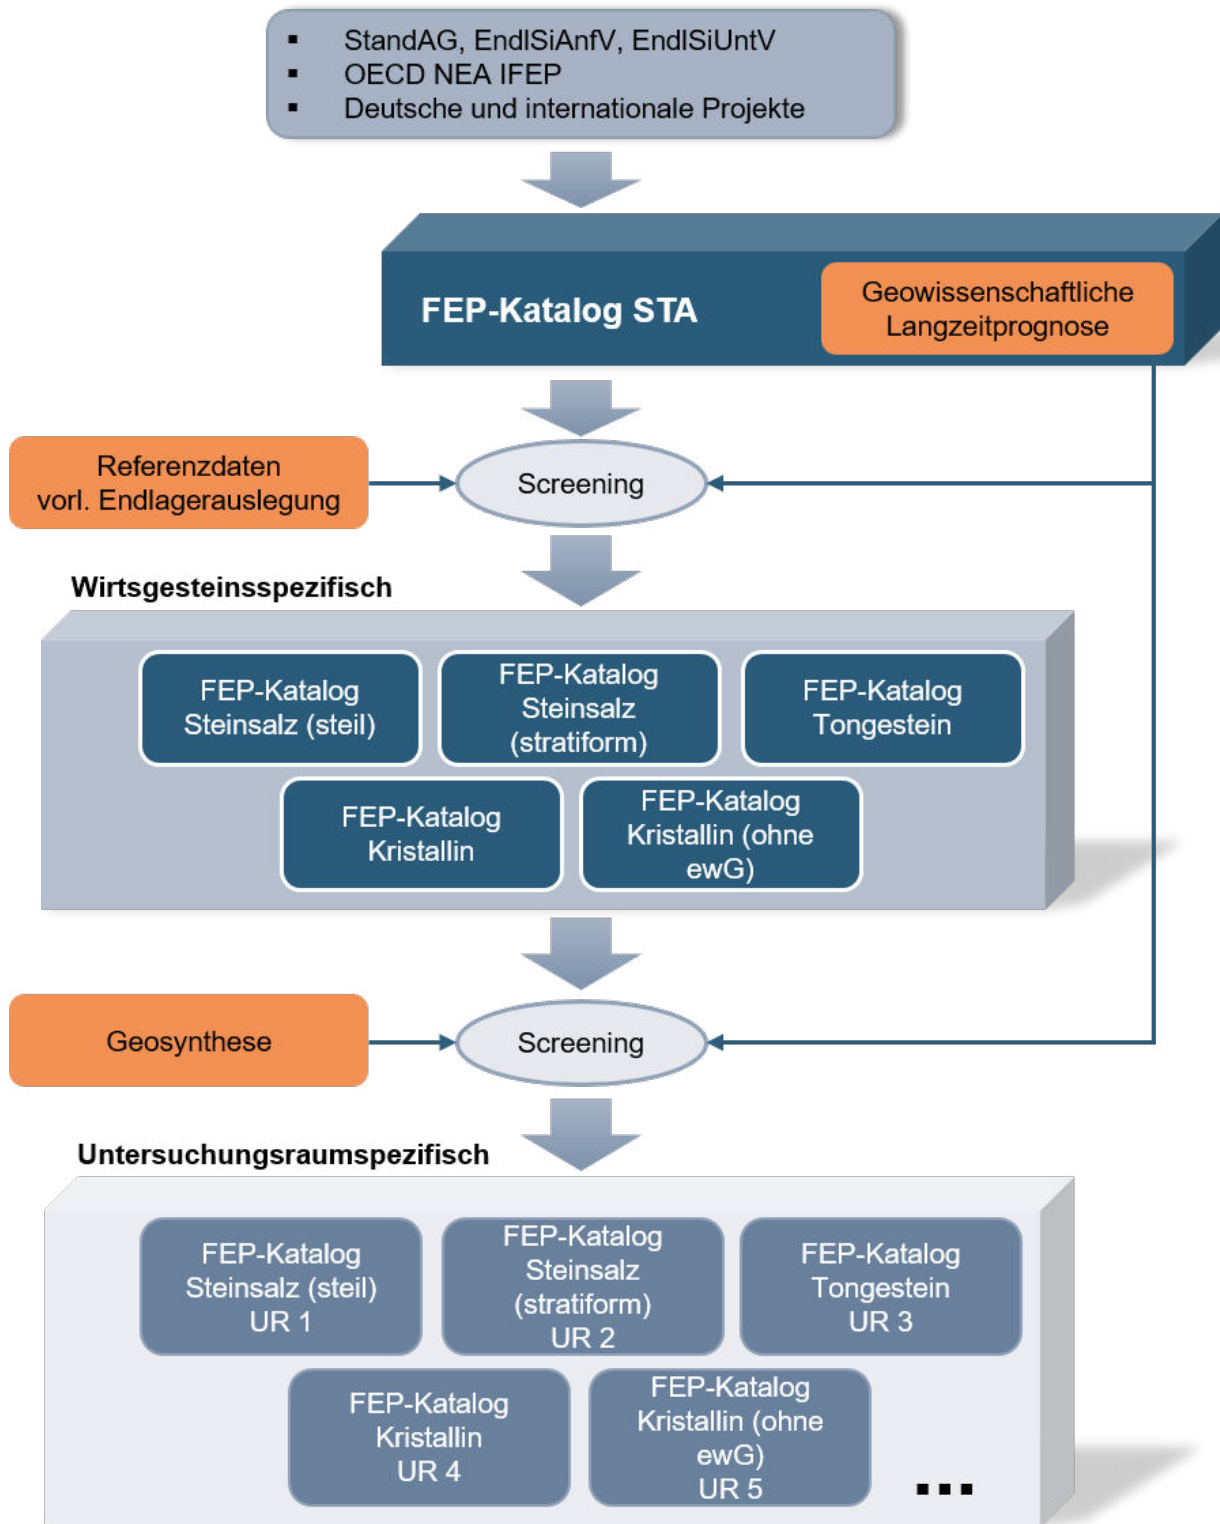 ▪ StandAG, EndlSiAnfV, EndlSiUntV
▪ OECD NEA IFEP
▪ Deutsche und internationale Projekte
FEP-Katalog STA
Geowissenschaftliche
Langzeitprognose
Referenzdaten
vorl. Endlagerauslegung
Screening
Wirtsgesteinsspezifisch
FEP-Katalog
Steinsalz (steil)
FEP-Katalog
Steinsalz
(stratiform)
FEP-Katalog
Tongestein
FEP-Katalog
Kristallin
FEP-Katalog
Kristallin (ohne
ewG)
Geosynthese
Screening
Untersuchungsraumspezifisch
FEP-Katalog
Steinsalz (steil)
UR 1
FEP-Katalog
Steinsalz
(stratiform)
UR 2
FEP-Katalog
Tongestein
UR 3
FEP-Katalog
Kristallin
UR 4
FEP-Katalog
Kristallin (ohne
ewG)
UR 5
...